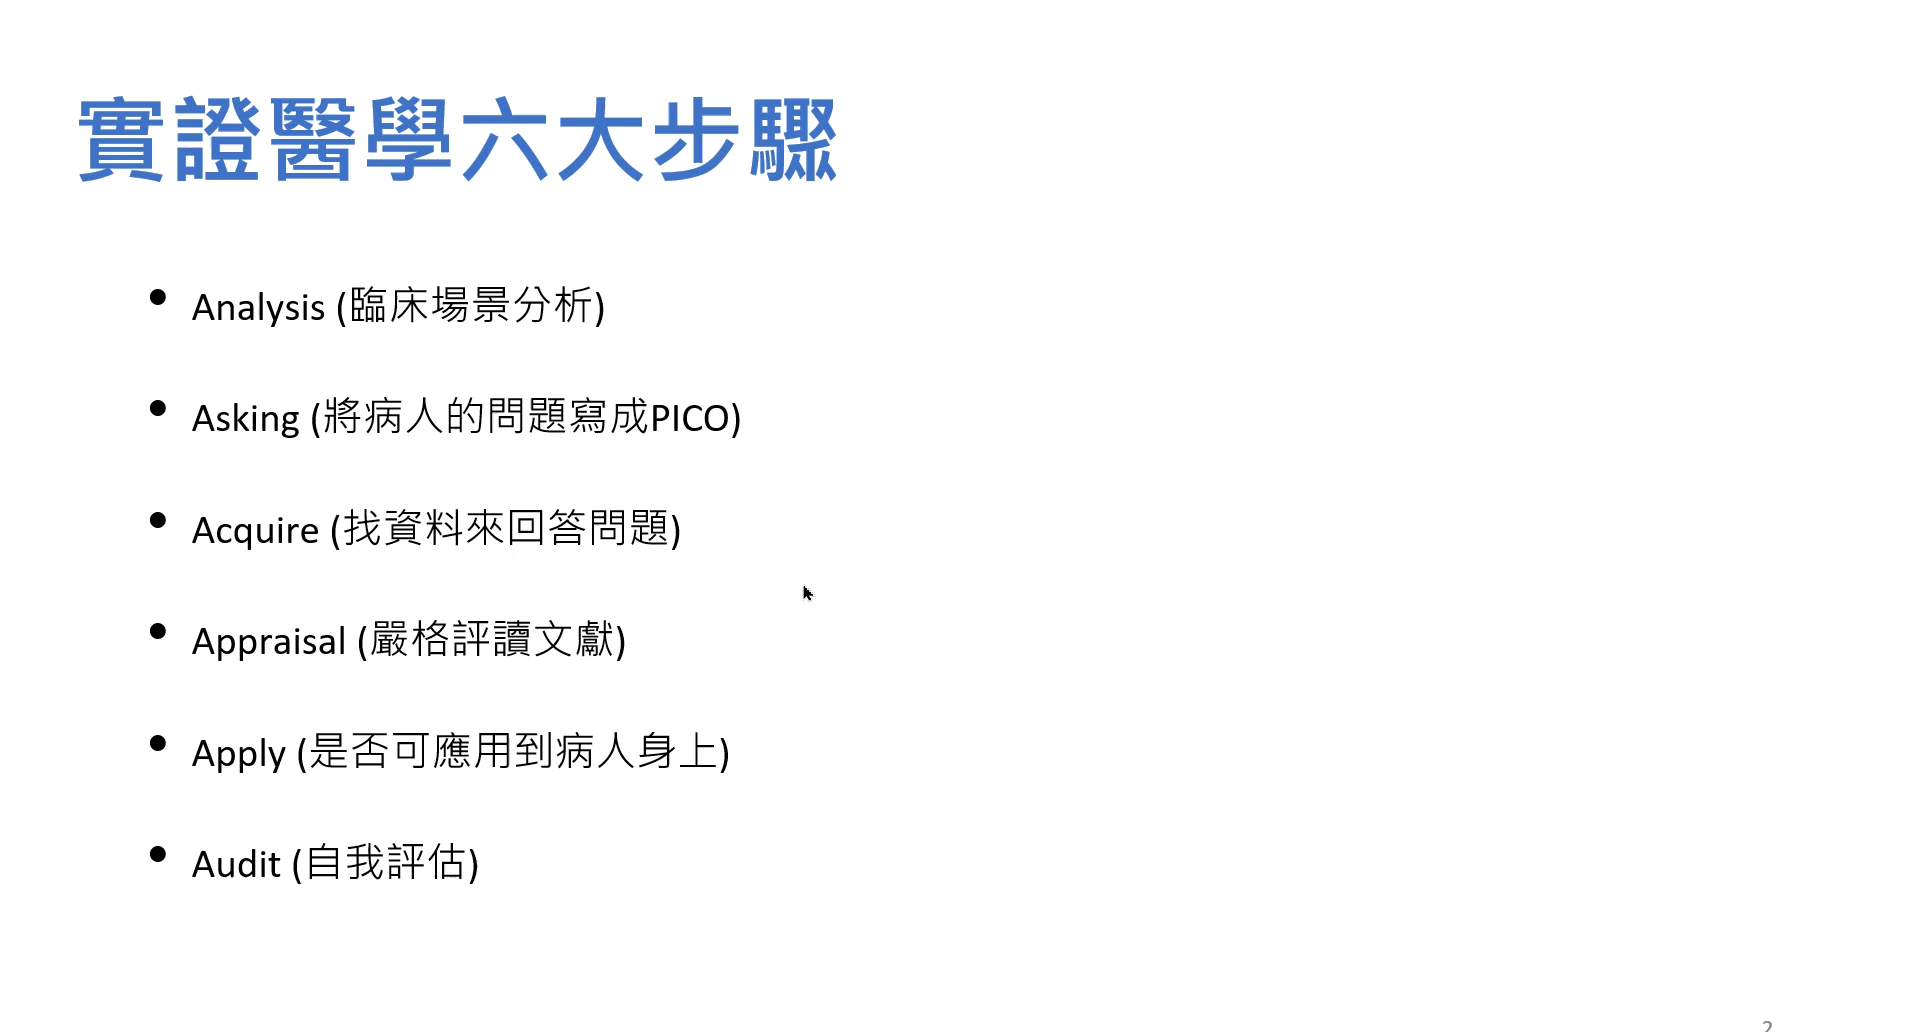 實證醫學六大步驟
• Analysis (臨床場景分析)
• Asking (將病人的問題寫成PICO)
• Acquire (找資料來回答問題)
• Appraisal (嚴格評讀文獻)
• Apply (是否可應用到病人身上)
• Audit (自我評估)
2